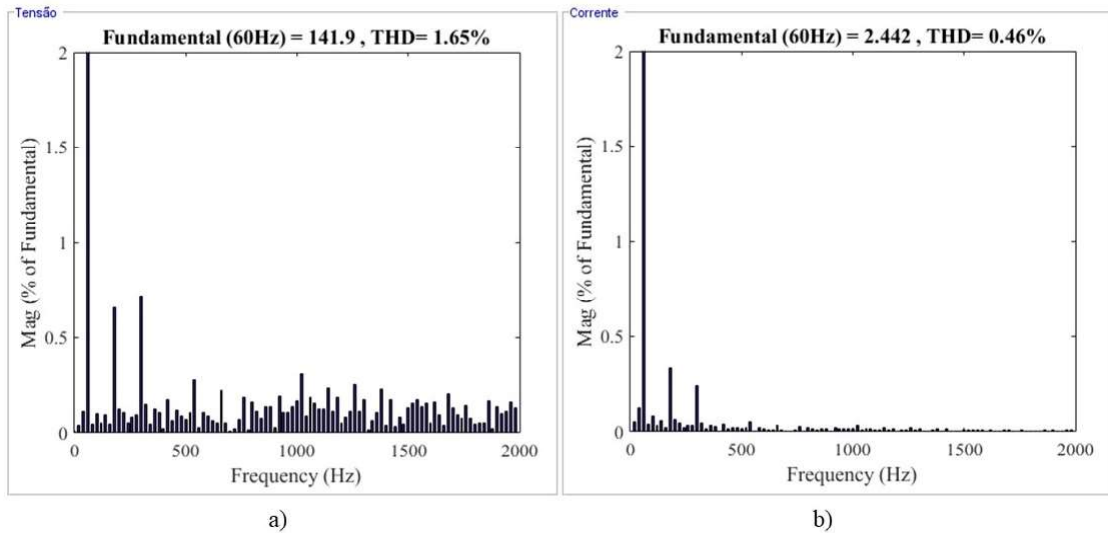 Tensão
Fundamental (60Hz) = 141.9 , THD= 1.65%
2
1.5
1
0.5
0
Mag (% of Fundamental)
0
500
1000
1500
2000
Frequency (Hz)
a)
Corrente
Fundamental (60Hz) = 2.442 , THD= 0.46%
2
1.5
1
0.5
0
Mag (% of Fundamental)
0
500
1000
1500
2000
Frequency (Hz)
b)